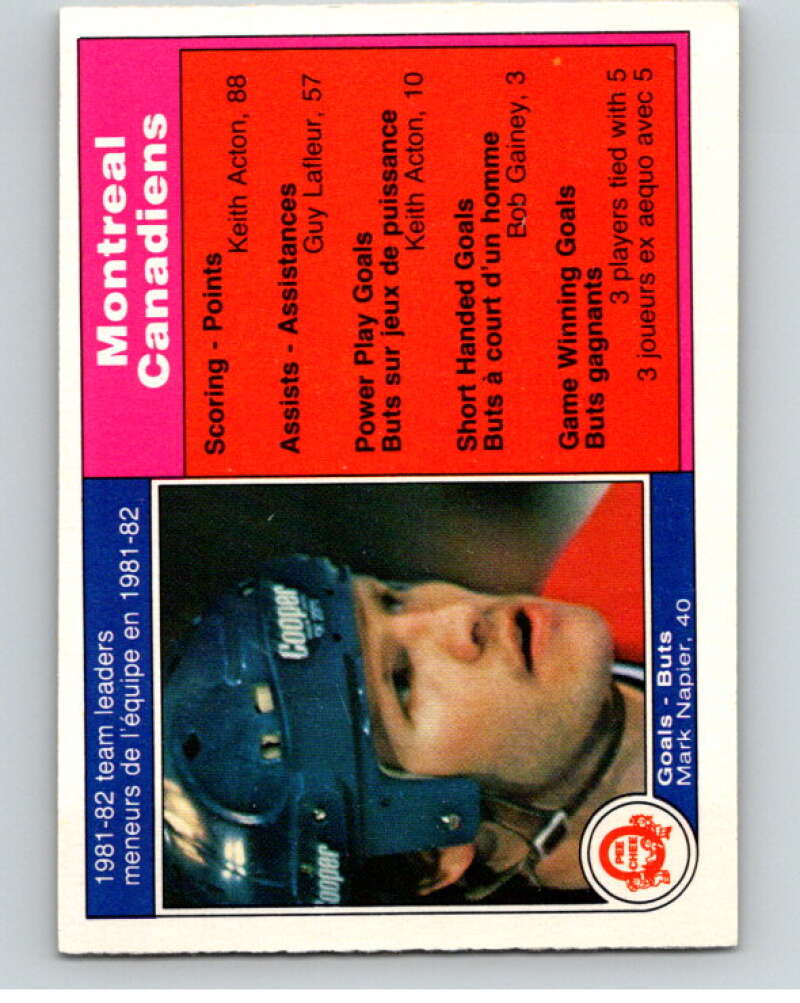 1981-82 team leaders
meneurs de l'équipe en 1981-82
Montreal
Canadiens
Scoring - Points
Keith Acton, 88
Assists - Assistances
Guy Lafleur, 57
Power Play Goals
Buts sur jeux de puissance
Keith Acton, 10
Short Handed Goals
Buts à court d'un homme
Bob Gainey, 3
Game Winning Goals
Buts gagnants
3 players tied with 5
3 joueurs ex aequo avec 5
Cooper
ooper
Goals - Buts
Mark Napier, 40
O
PEE
CHEE